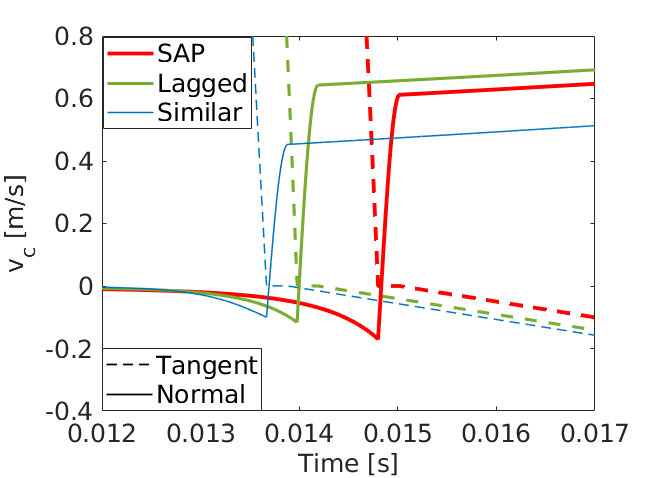 0.8
SAP
Lagged
Similar
0.6
0.4
0.2
0
-0.2
-0.4
v_c [m/s]
Tangent
Normal
0.012 0.013 0.014 0.015 0.016 0.017
Time [s]